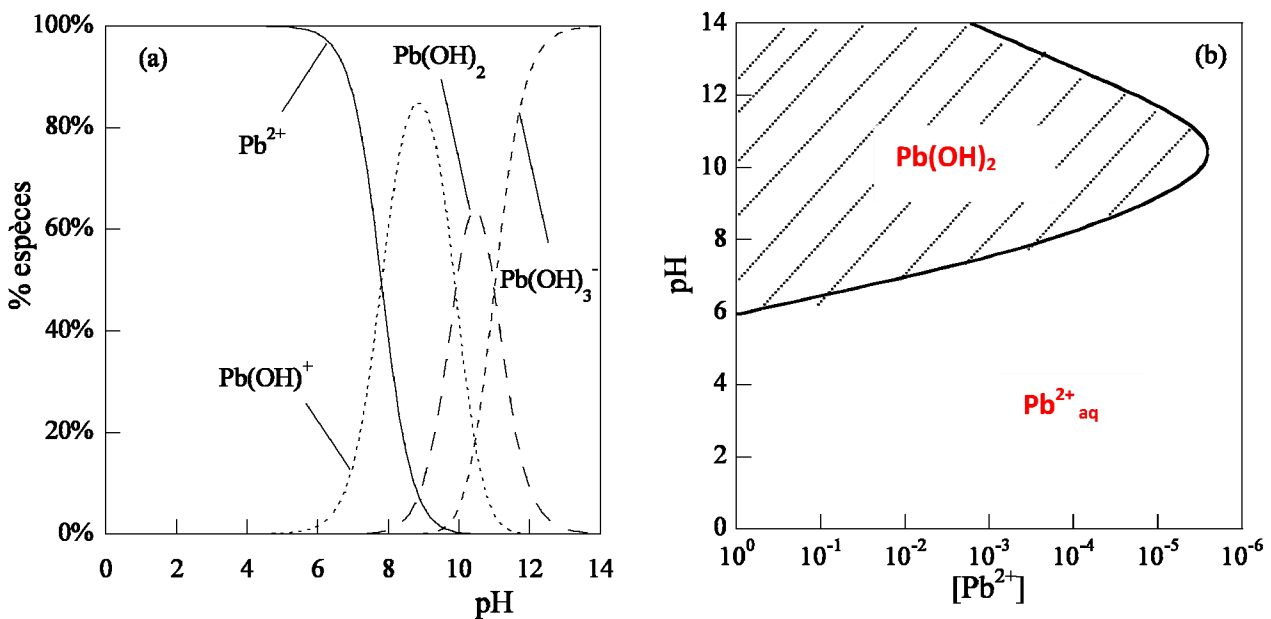 100%
80%
60%
40%
20%
0%
% espèces
(a)
Pb²⁺
Pb(OH)₂
Pb(OH)₃⁻
Pb(OH)⁺
0 2 4 6 8 10 12 14
pH
14
12
10
8
6
4
2
0
pH
(b)
Pb(OH)₂
Pb²⁺ aq
10⁰ 10⁻¹ 10⁻² 10⁻³ 10⁻⁴ 10⁻⁵ 10⁻⁶
[Pb²⁺]